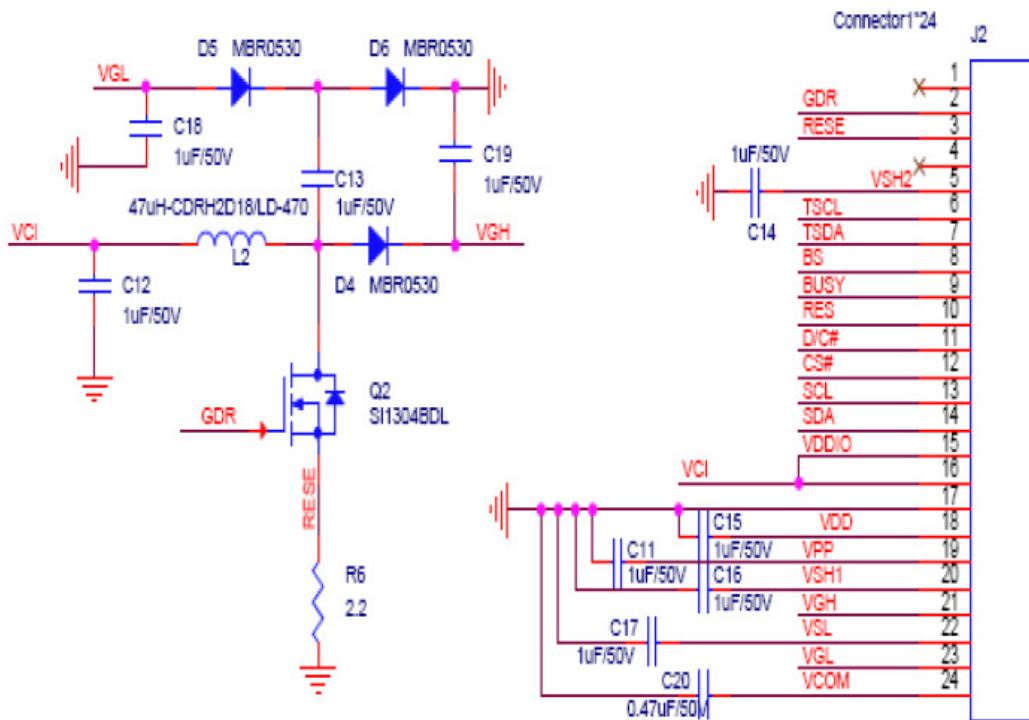 Connector1*24
J2
D5 MBR0530
D6 MBR0530
VGL
C18
1uF/50V
C13
1uF/50V
C19
1uF/50V
47uH-CDRH2D18/LD-470
VCI
L2
VGH
D4 MBR0530
C12
1uF/50V
Q2
SI1304BDL
GDR
RESE
R6
2.2
1
GDR 2
RESE 3
4
1uF/50V
C14
VSH2 5
TSCL 6
TSDA 7
BS 8
BUSY 9
RES 10
D/C# 11
CS# 12
SCL 13
SDA 14
VDDIO 15
VCI 16
17
C15 VDD 18
1uF/50V
C11 VPP 19
1uF/50V
C16 VSH1 20
1uF/50V
VGH 21
C17 VSL 22
1uF/50V
VGL 23
C20 VCOM 24
0.47uF/50V